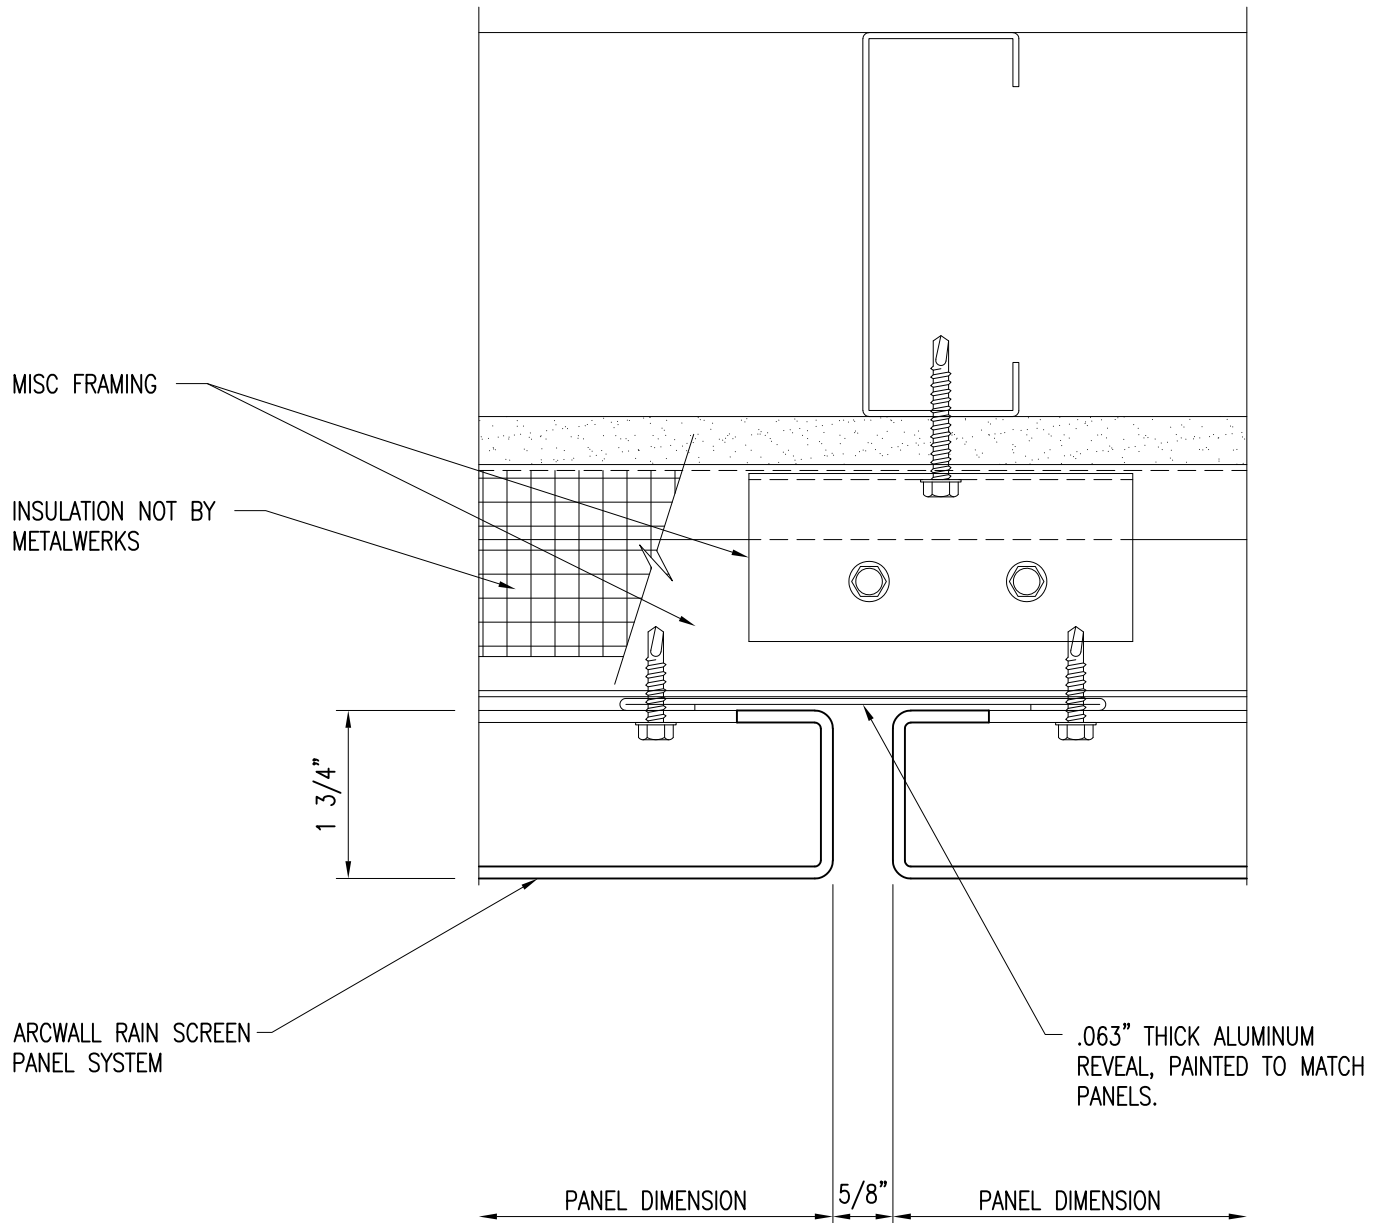 MISC FRAMING
INSULATION NOT BY
METALWERKS
1 3/4”
ARCWALL RAIN SCREEN
PANEL SYSTEM
.063” THICK ALUMINUM
REVEAL, PAINTED TO MATCH
PANELS.
PANEL DIMENSION
5/8”
PANEL DIMENSION